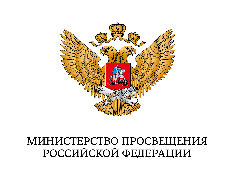 МИНИСТЕРСТВО ПРОСВЕЩЕНИЯ
РОССИЙСКОЙ ФЕДЕРАЦИИ